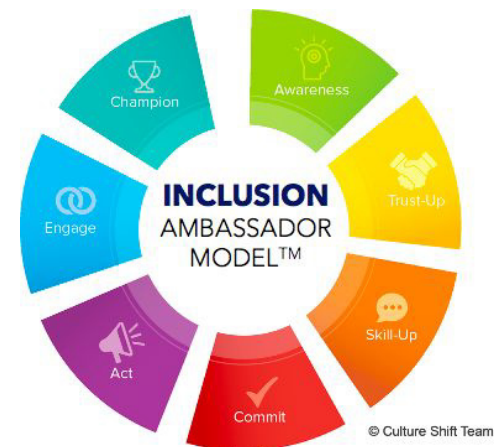 INCLUSION
AMBASSADOR
MODEL™
Awareness
Trust-Up
Skill-Up
Commit
Act
Engage
Champion
© Culture Shift Team